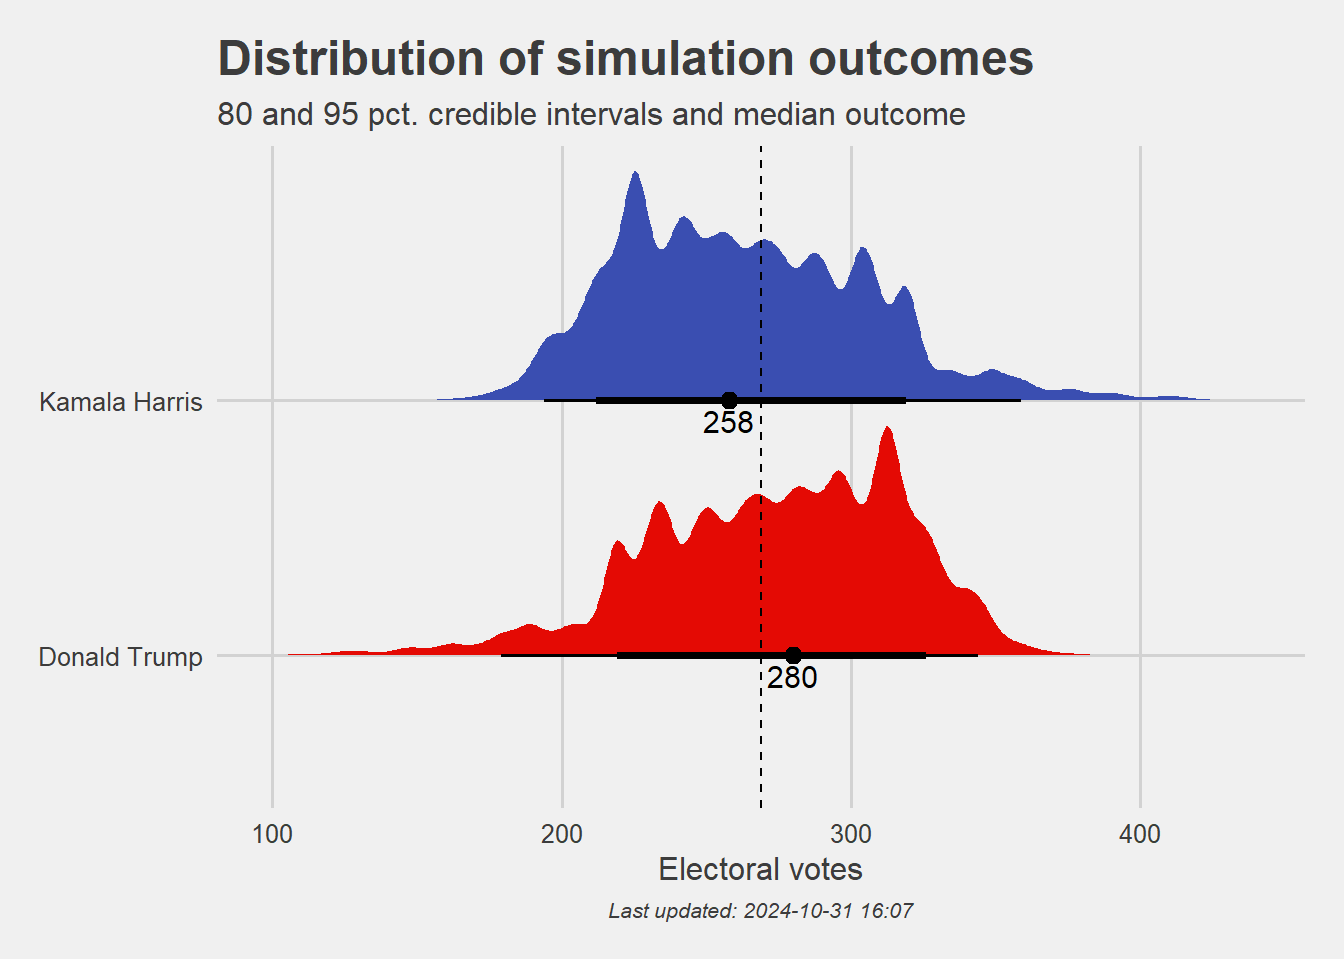 Distribution of simulation outcomes
80 and 95 pct. credible intervals and median outcome
Kamala Harris
258
Donald Trump
280
100 200 300 400
Electoral votes
Last updated: 2024-10-31 16:07